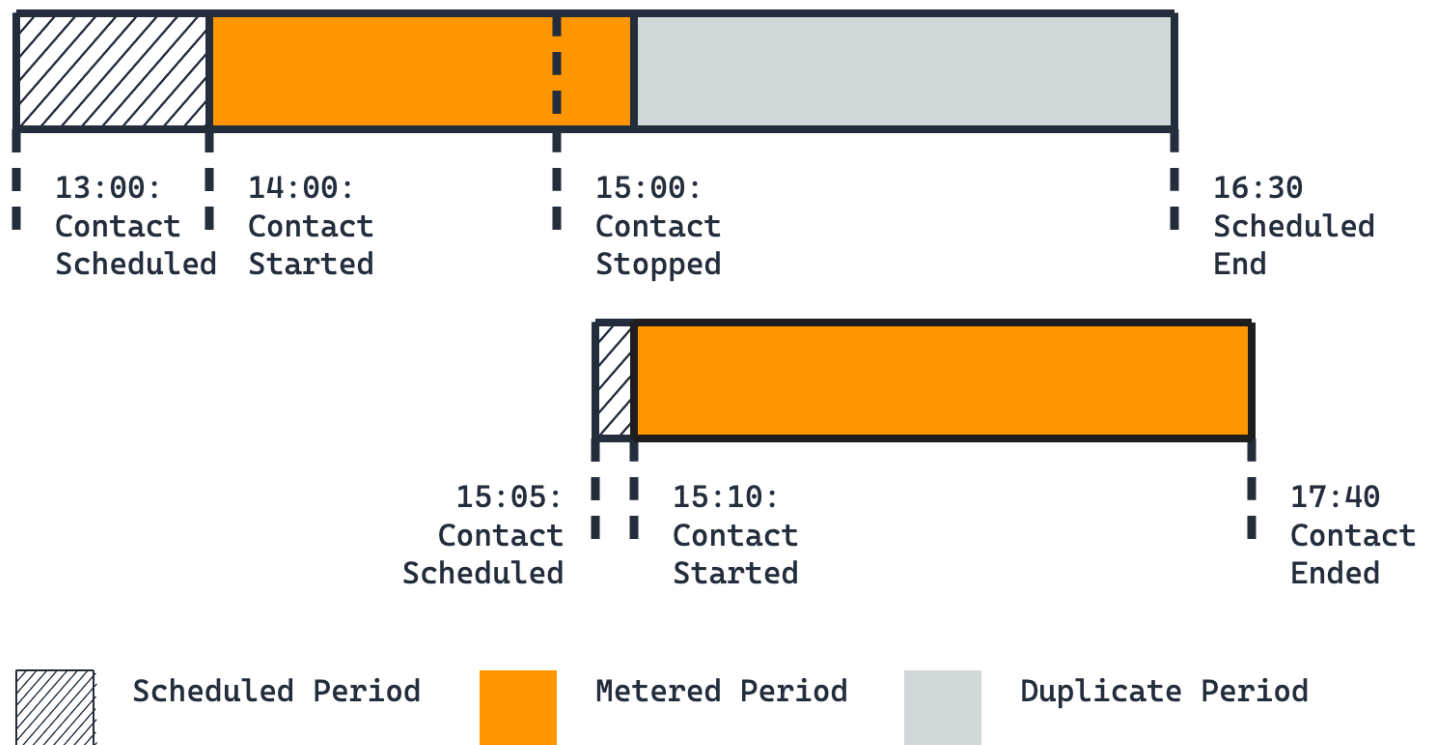 13:00:
Contact
Scheduled
14:00:
Contact
Started
15:00:
Contact
Stopped
16:30
Scheduled
End
15:05:
Contact
Scheduled
15:10:
Contact
Started
17:40
Contact
Ended
Scheduled Period
Metered Period
Duplicate Period